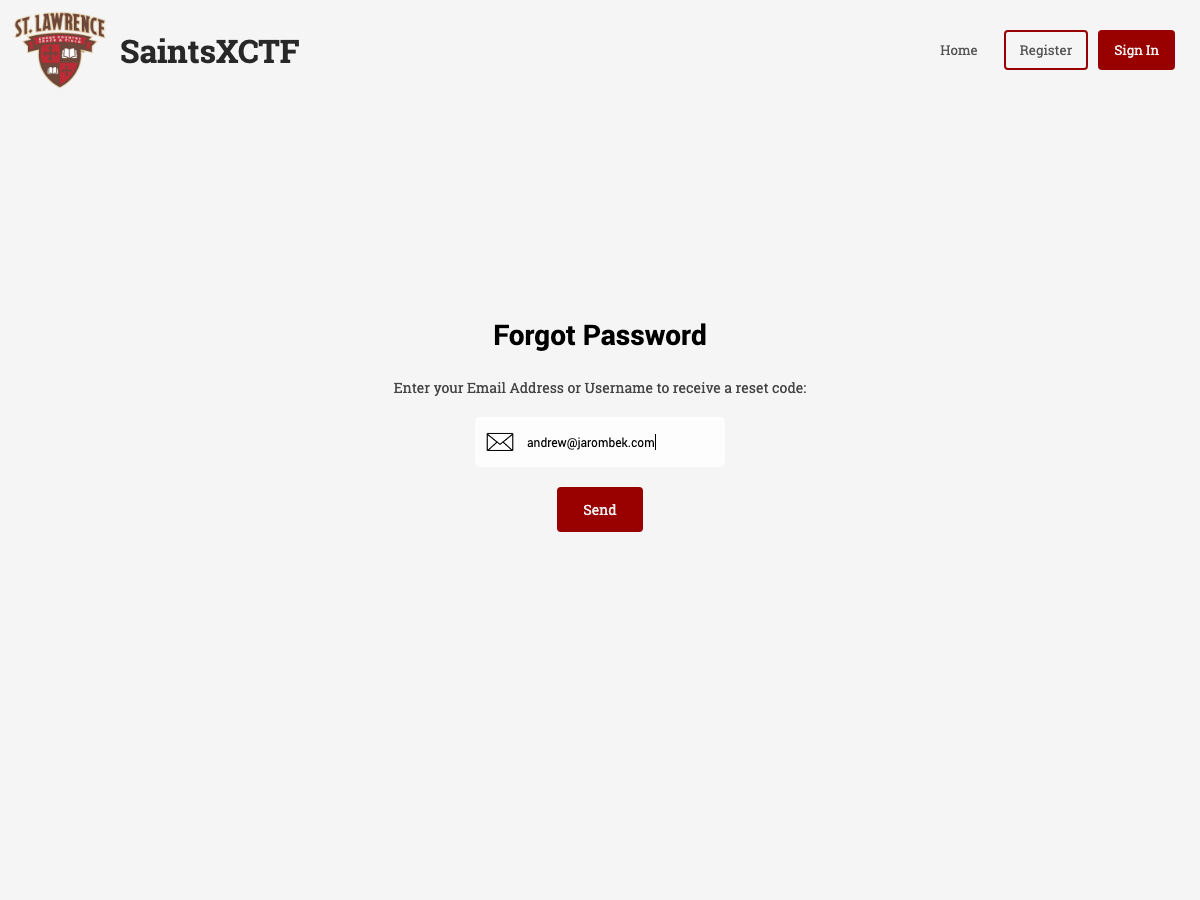 ST. LAWRENCE
SaintsXCTF
Home
Register
Sign In
Forgot Password
Enter your Email Address or Username to receive a reset code:
andrew@jarombek.com
Send